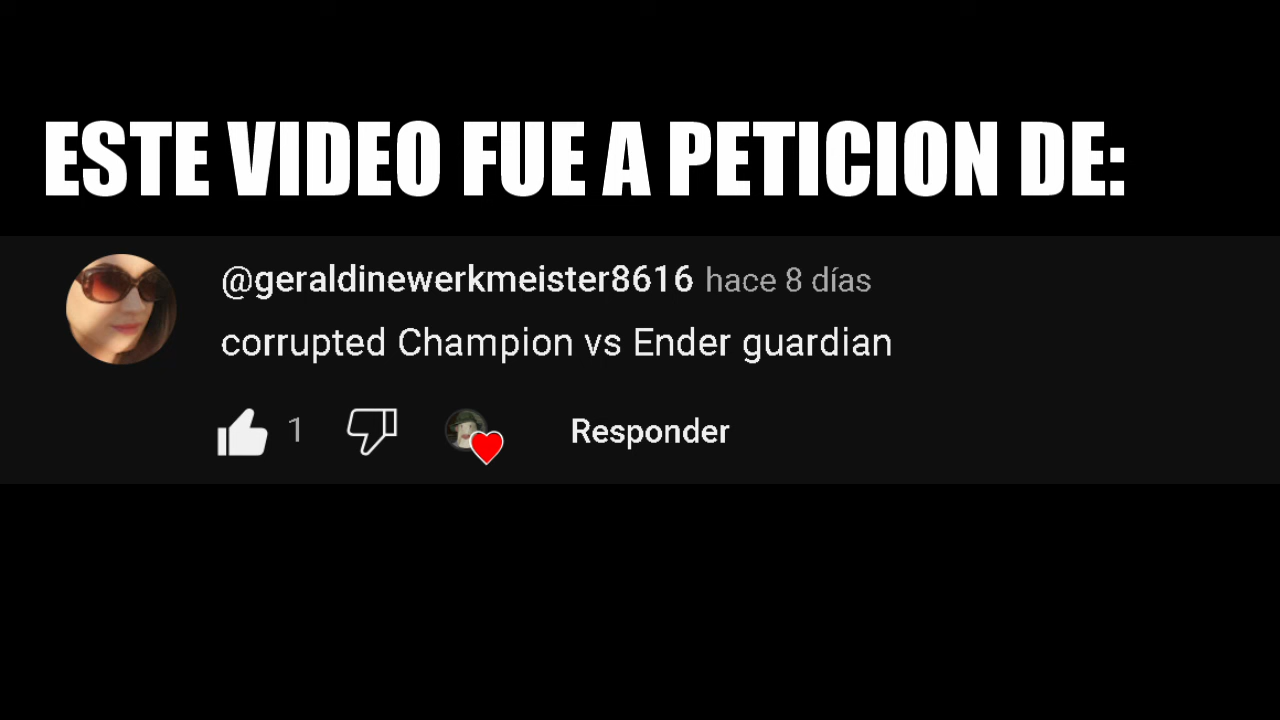 ESTE VIDEO FUE A PETICION DE:
@geraldinewerkmeister8616 hace 8 días
corrupted Champion vs Ender guardian
1 Responder